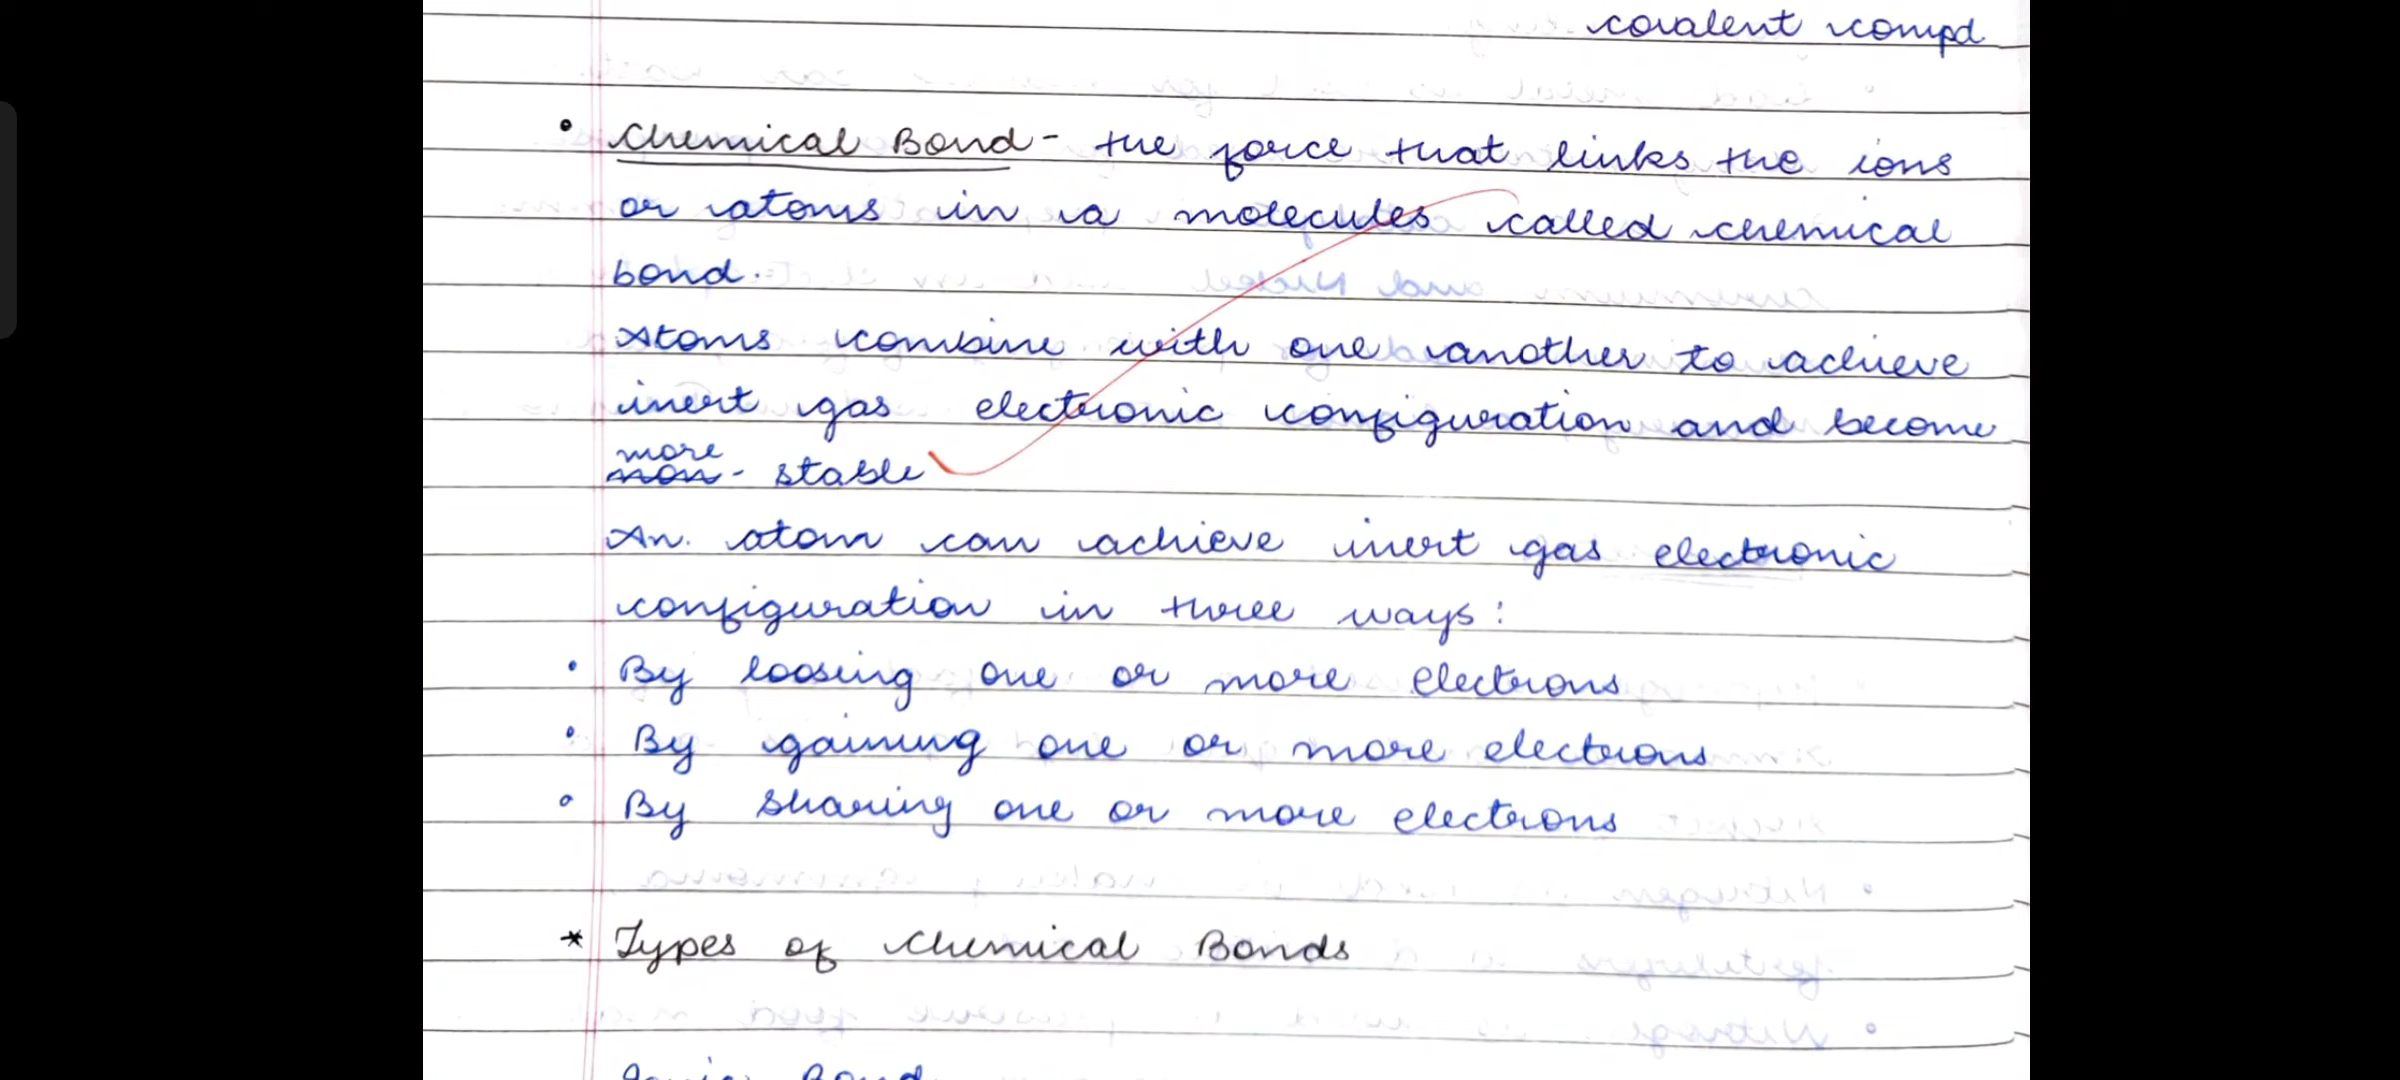 covalent compd.
• Chemical Bond - the force that links the ions
or atoms in a molecules called chemical
bond.
Atoms combine with one another to achieve
inert gas electronic configuration and become
more
non - stable
An. atom can achieve inert gas electronic
configuration in three ways:
• By loosing one or more electrons
• By gaining one or more electrons
• By sharing one or more electrons
* Types of Chemical Bonds
Ionic Bond